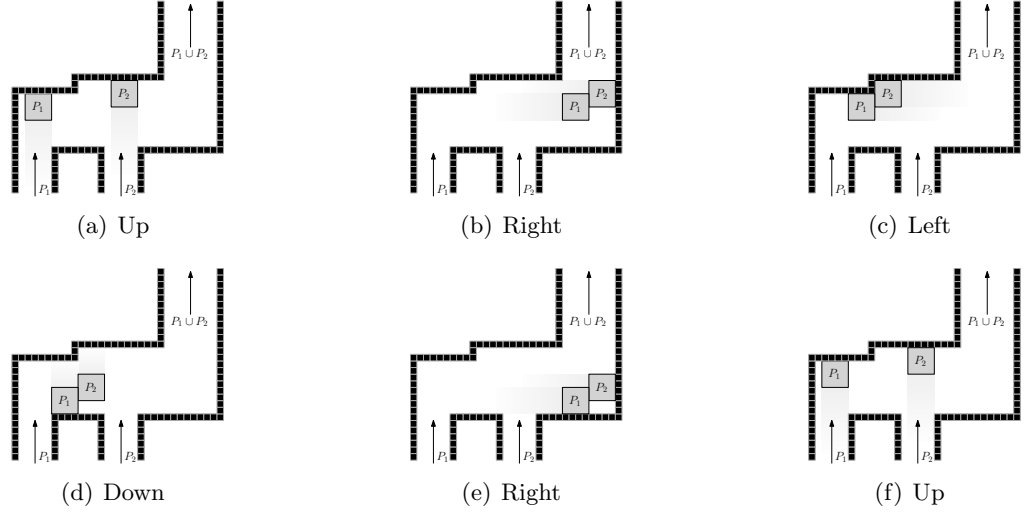 P₁ ∪ P₂
P₁
P₂
P₁
P₂
(a) Up
P₁ ∪ P₂
P₂
P₁
P₁
P₂
(b) Right
P₁ ∪ P₂
P₂
P₁
P₁
P₂
(c) Left
P₁ ∪ P₂
P₂
P₁
P₁
P₂
(d) Down
P₁ ∪ P₂
P₂
P₁
P₁
P₂
(e) Right
P₁ ∪ P₂
P₂
P₁
P₁
P₂
(f) Up